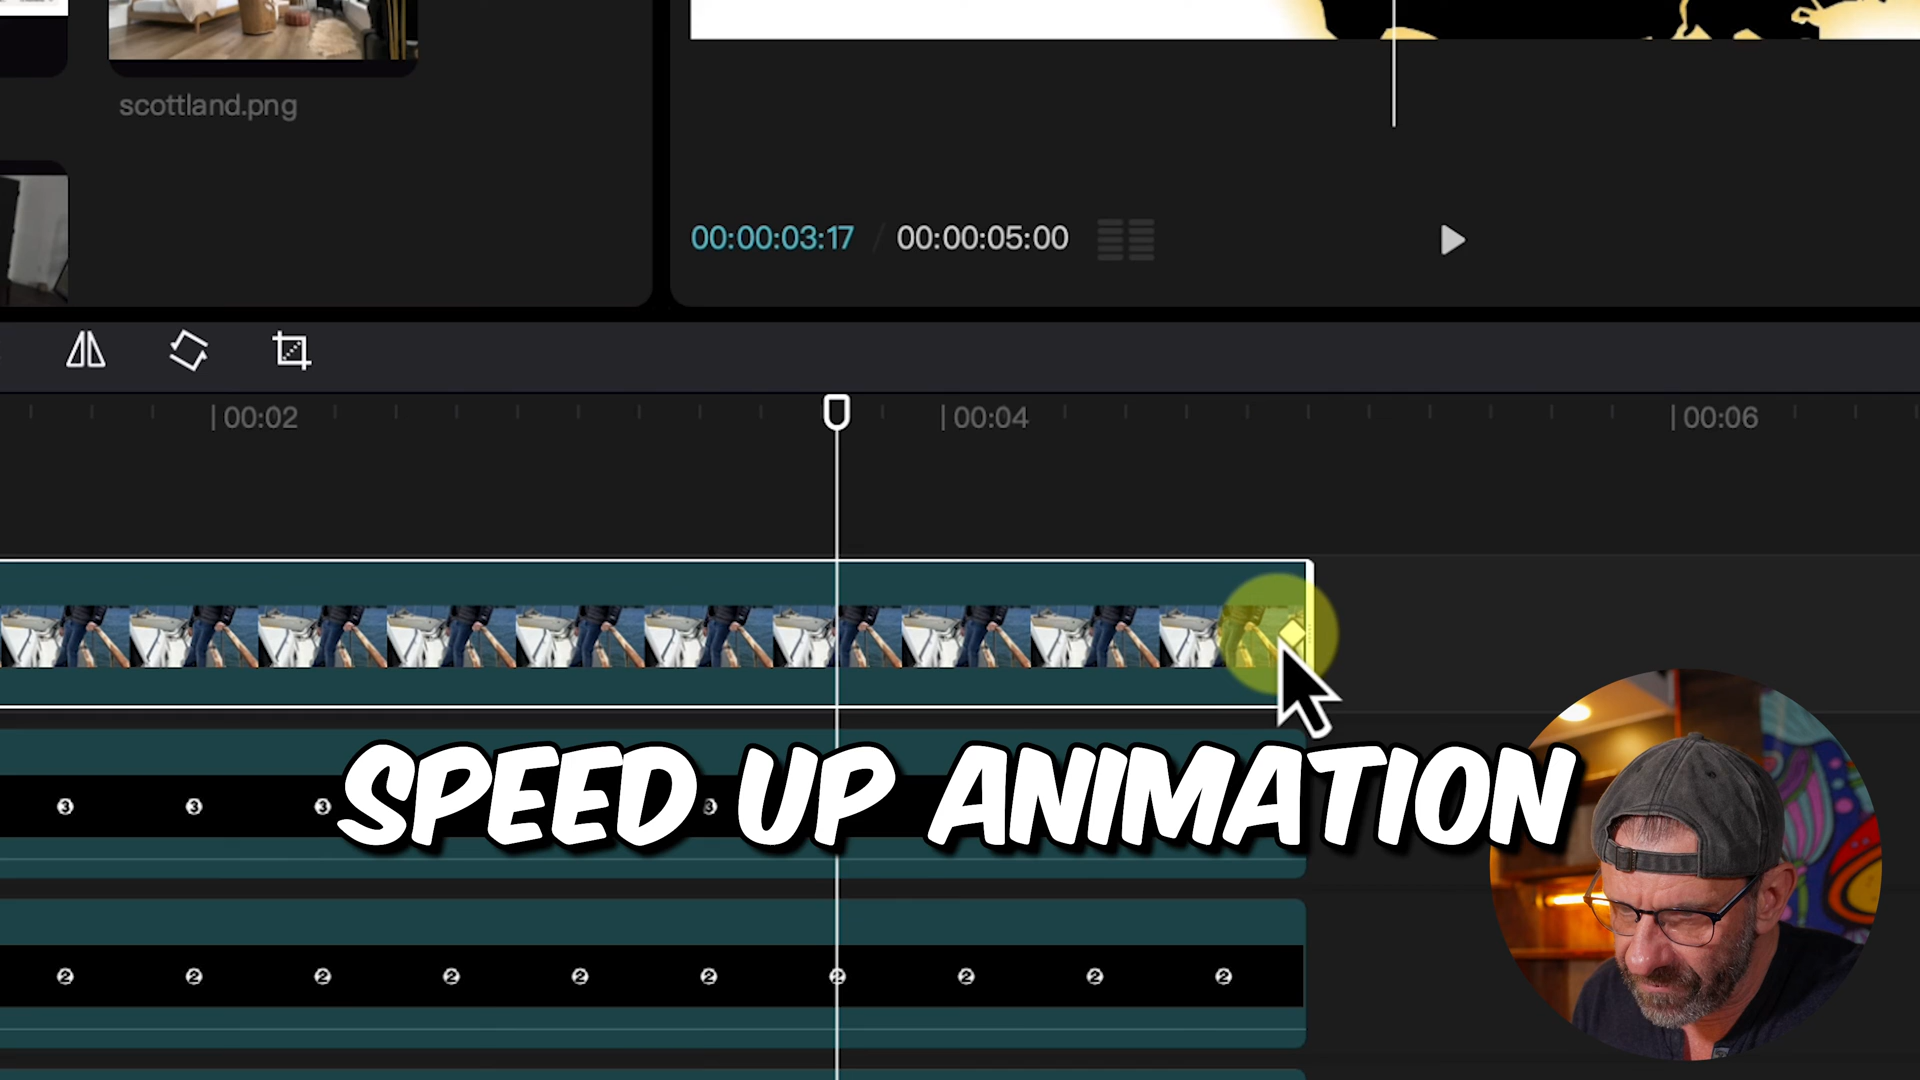 scottland.png
00:00:03:17 / 00:00:05:00
00:02
00:04
00:06
3 3 3 3
SPEED UP ANIMATION
2 2 2 2 2 2 2 2 2 2